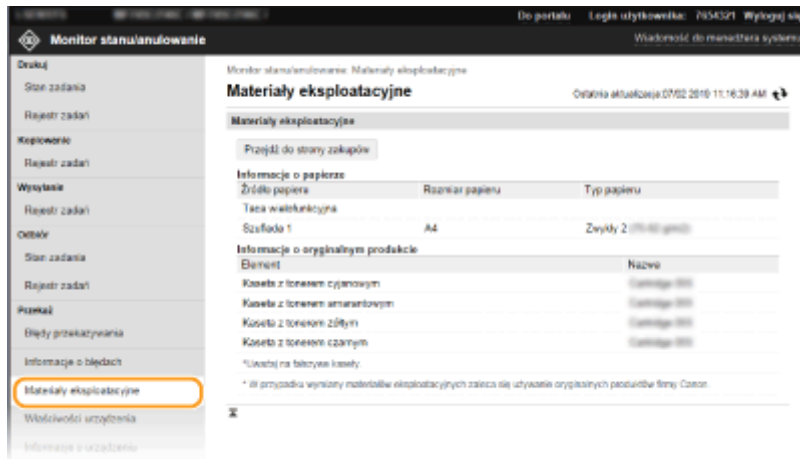 Do portalu Login użytkownika: 7654321 Wyloguj się
Monitor stanu/anulowanie
Wiadomość do menedżera systemu
Drukuj
Stan zadania
Rejestr zadań
Kopiowanie
Rejestr zadań
Wysyłanie
Rejestr zadań
Odbiór
Stan zadania
Rejestr zadań
Przekaż
Błędy przekazywania
Informacje o błędach
Materiały eksploatacyjne
Właściwości urządzenia
Informacje o urządzeniu
Monitor stanu/anulowanie: Materiały eksploatacyjne
Materiały eksploatacyjne
Ostatnia aktualizacja:07/02 2019 11:16:39 AM
Materiały eksploatacyjne
Przejdź do strony zakupów
Informacje o papierze
Źródło papieru Rozmiar papieru Typ papieru
Taca wielofunkcyjna
Szuflada 1 A4 Zwykły 2
Informacje o oryginalnym produkcie
Element Nazwa
Kaseta z tonerem cyjanowym
Kaseta z tonerem amarantowym
Kaseta z tonerem żółtym
Kaseta z tonerem czarnym
*Uważaj na fałszywe kasety.
* W przypadku wymiany materiałów eksploatacyjnych zaleca się używanie oryginalnych produktów firmy Canon.